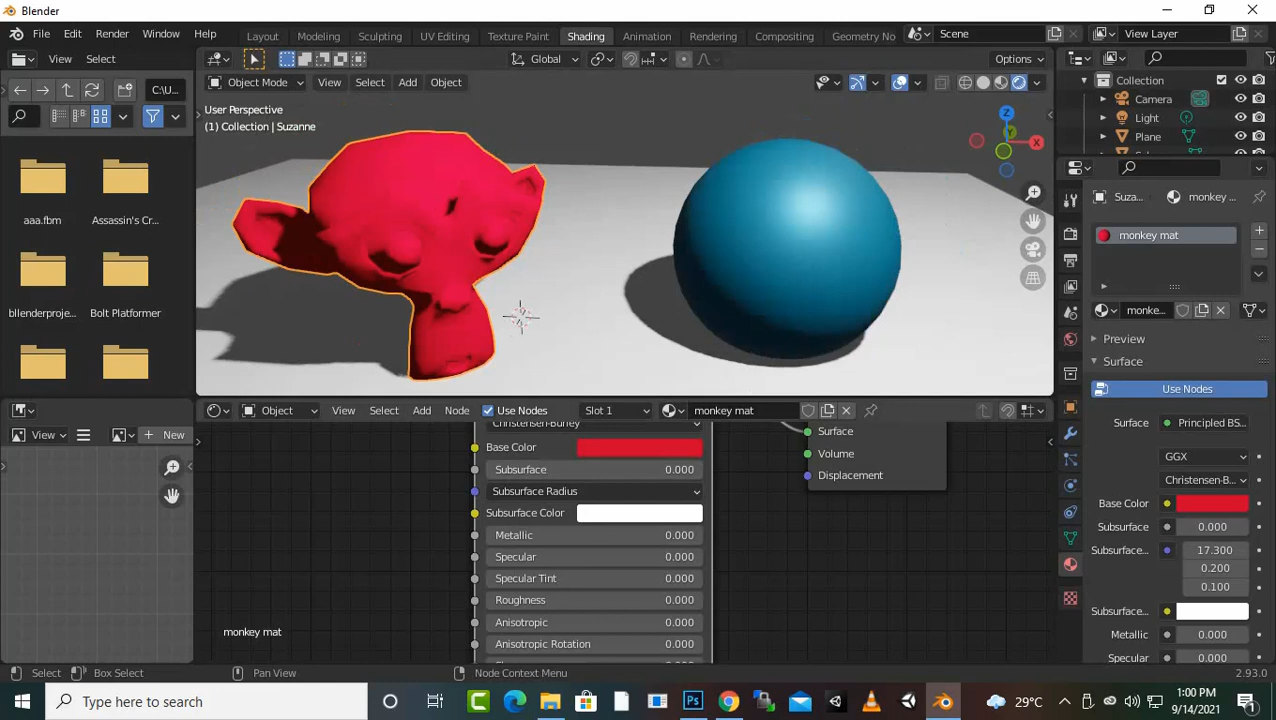 Blender
File Edit Render Window Help
Layout Modeling Sculpting UV Editing Texture Paint Shading Animation Rendering Compositing Geometry No
Scene
View Layer
View Select
Global
Options
C:\U...
Object Mode View Select Add Object
User Perspective
(1) Collection | Suzanne
Z
X
Collection
Camera
Light
Plane
Suza...
monkey ...
monkey mat
monke...
Preview
Surface
Use Nodes
Surface: Principled BS...
GGX
Christensen-B...
Base Color
Subsurface 0.000
Subsurface... 17.300
0.200
0.100
Subsurface...
Metallic 0.000
Specular 0.000
aaa.fbm
Assassin's Cr...
bllenderproje...
Bolt Platformer
View
New
Object View Select Add Node Use Nodes Slot 1 monkey mat
Christensen-Burley
Base Color
Subsurface 0.000
Subsurface Radius
Subsurface Color
Metallic 0.000
Specular 0.000
Specular Tint 0.000
Roughness 0.000
Anisotropic 0.000
Anisotropic Rotation 0.000
Surface
Volume
Displacement
monkey mat
Select Box Select Pan View Node Context Menu 2.93.0
Type here to search
Ps
29°C
1:00 PM
9/14/2021
1